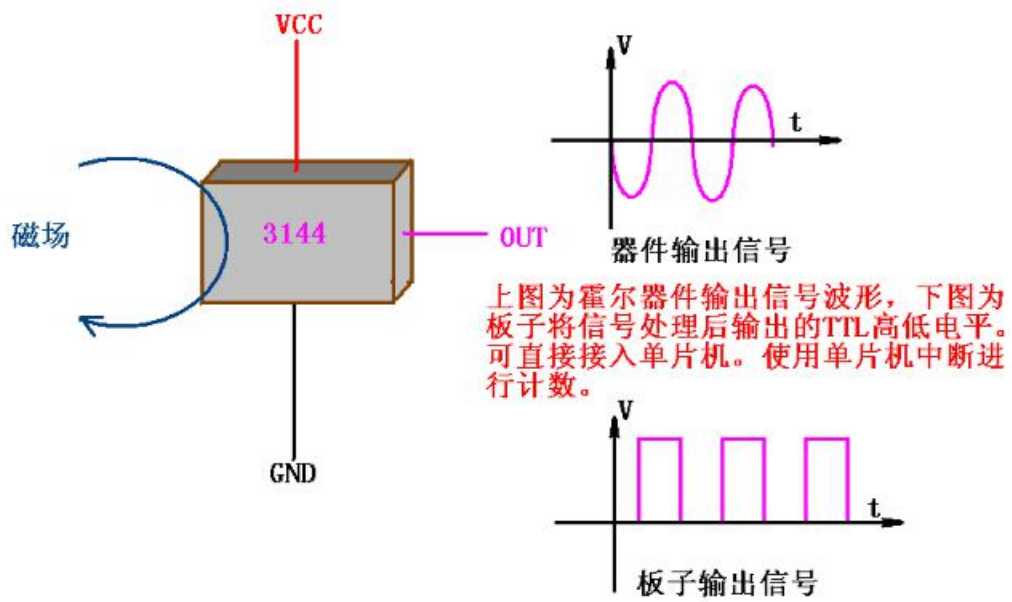 VCC
V
t
磁场
3144
OUT
器件输出信号
上图为霍尔器件输出信号波形，下图为
板子将信号处理后输出的TTL高低电平。
可直接接入单片机。使用单片机中断进
行计数。
GND
V
t
板子输出信号